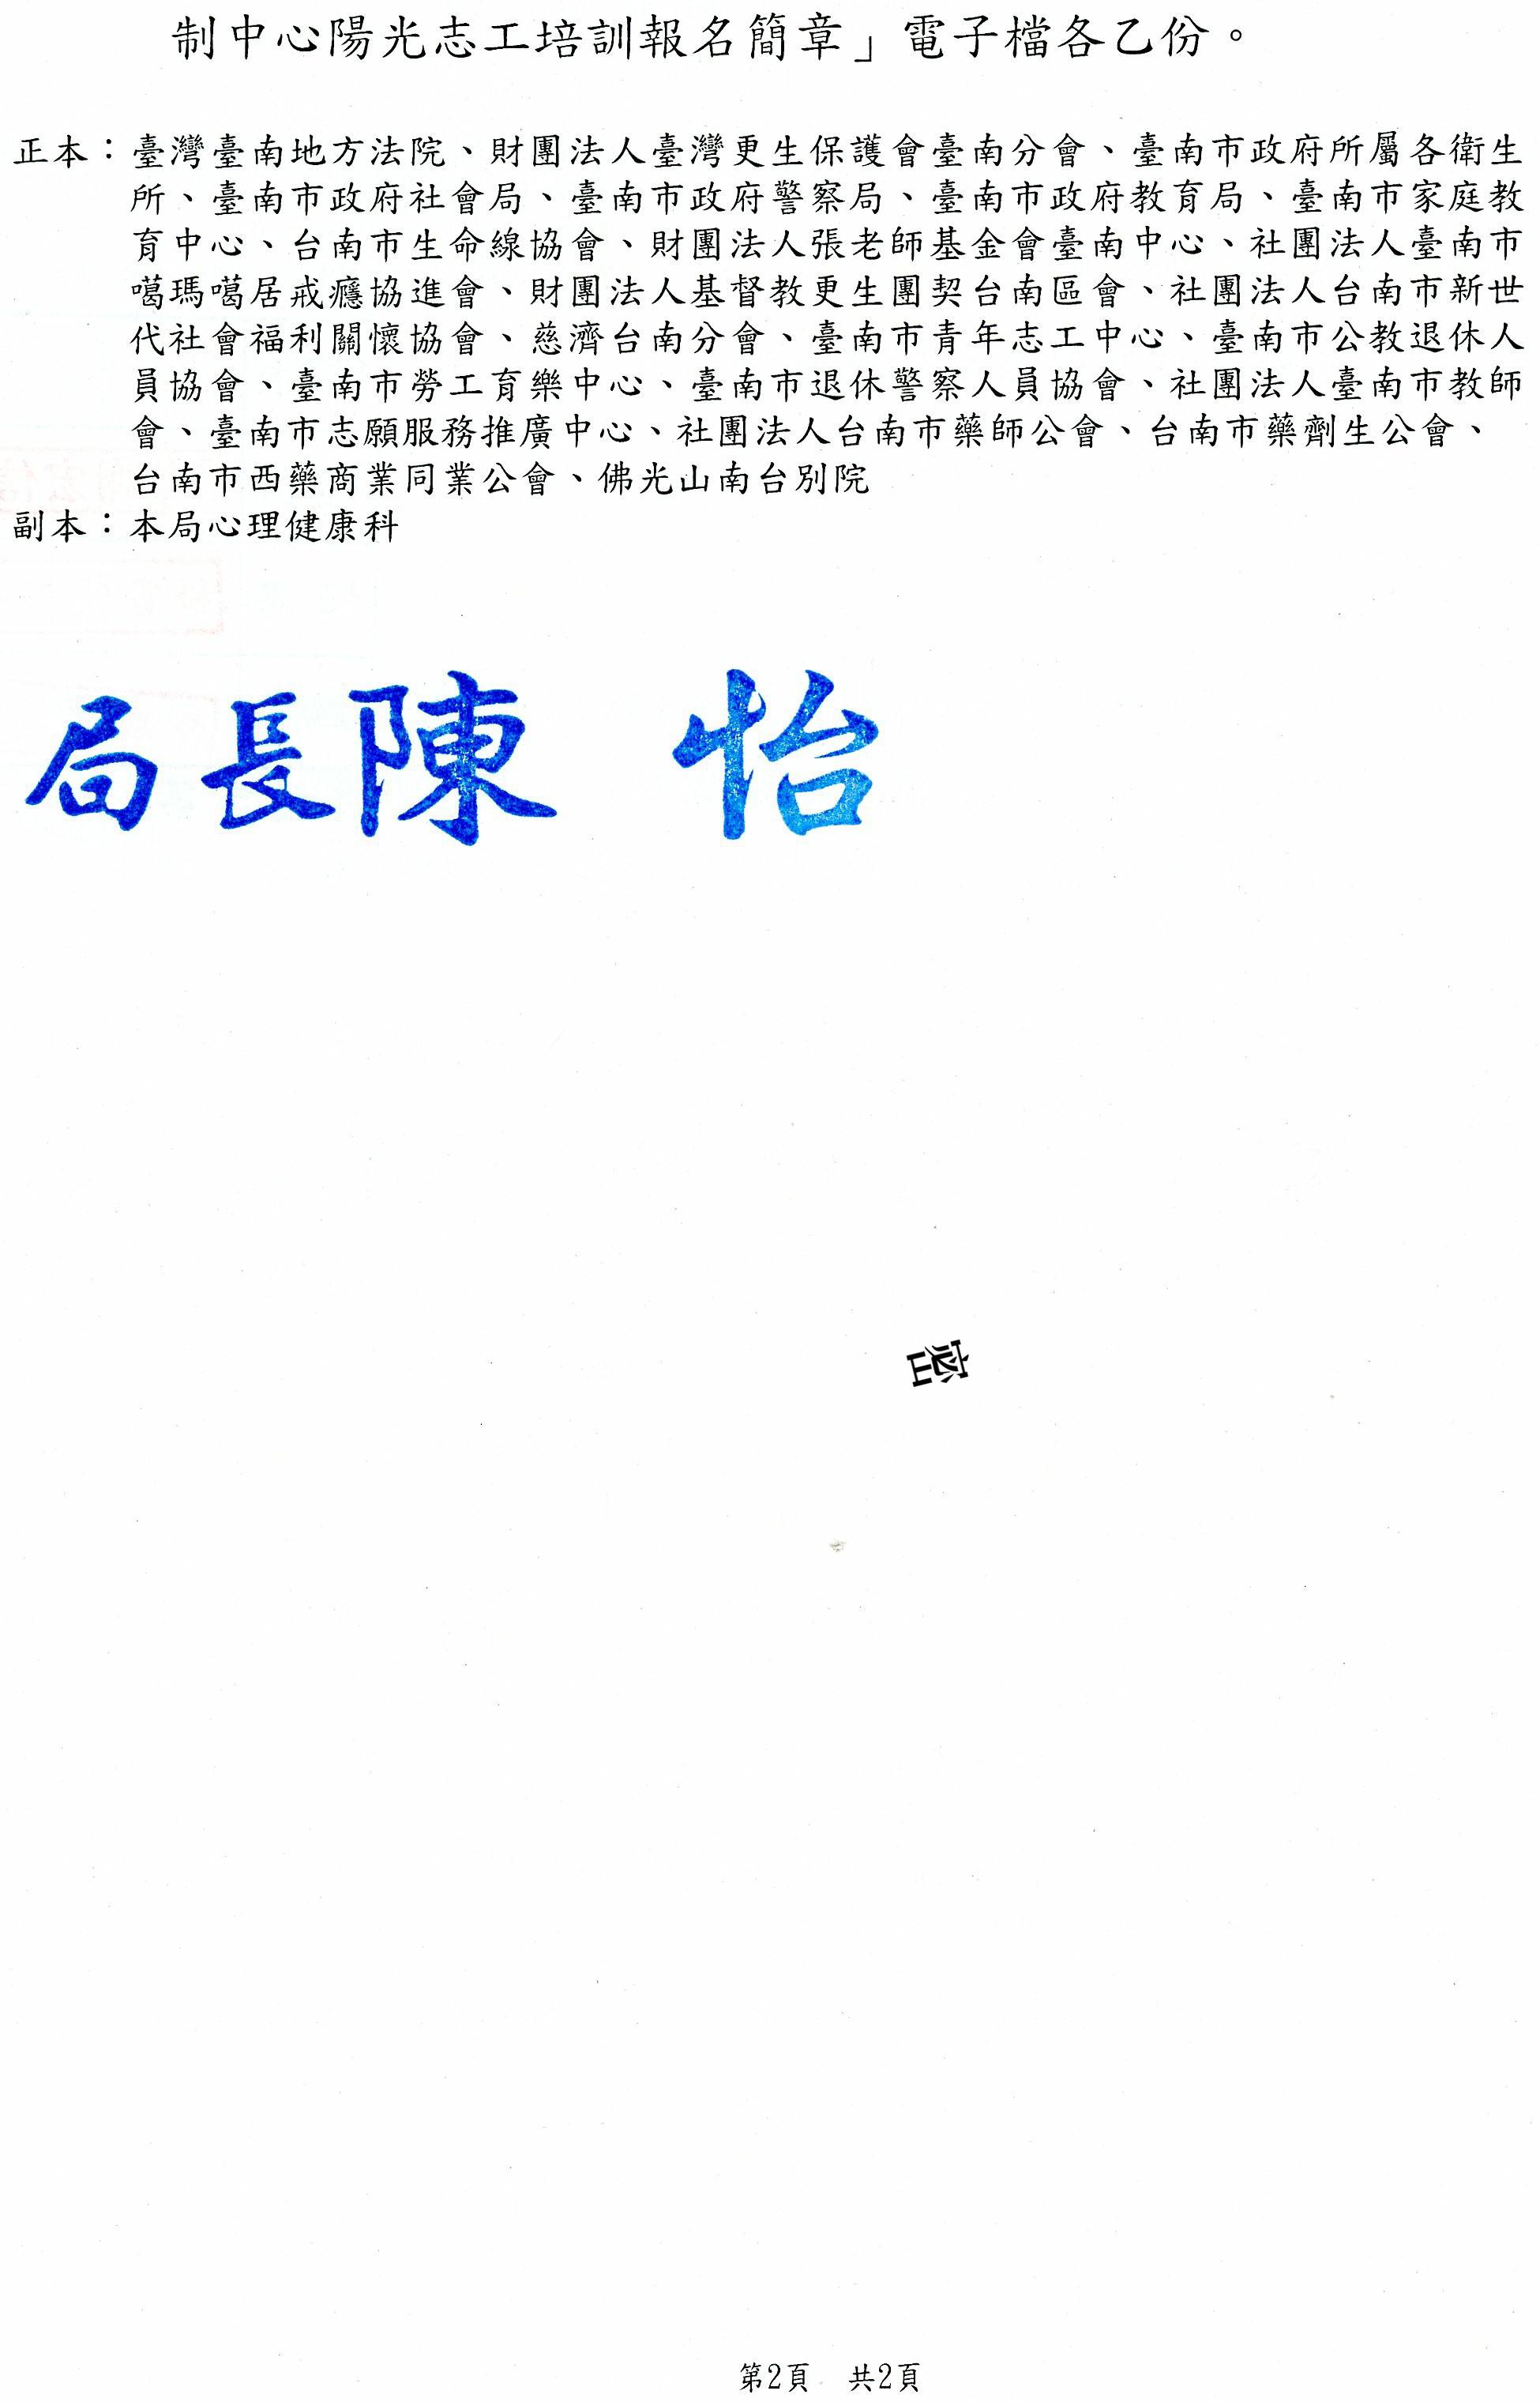 制中心陽光志工培訓報名簡章」電子檔各乙份。
正本：臺灣臺南地方法院、財團法人臺灣更生保護會臺南分會、臺南市政府所屬各衛生
所、臺南市政府社會局、臺南市政府警察局、臺南市政府教育局、臺南市家庭教
育中心、台南市生命線協會、財團法人張老師基金會臺南中心、社團法人臺南市
噶瑪噶居戒癮協進會、財團法人基督教更生團契台南區會、社團法人台南市新世
代社會福利關懷協會、慈濟台南分會、臺南市青年志工中心、臺南市公教退休人
員協會、臺南市勞工育樂中心、臺南市退休警察人員協會、社團法人臺南市教師
會、臺南市志願服務推廣中心、社團法人台南市藥師公會、台南市藥劑生公會、
台南市西藥商業同業公會、佛光山南台別院
副本：本局心理健康科
局長陳 怡
密
第2頁 共2頁